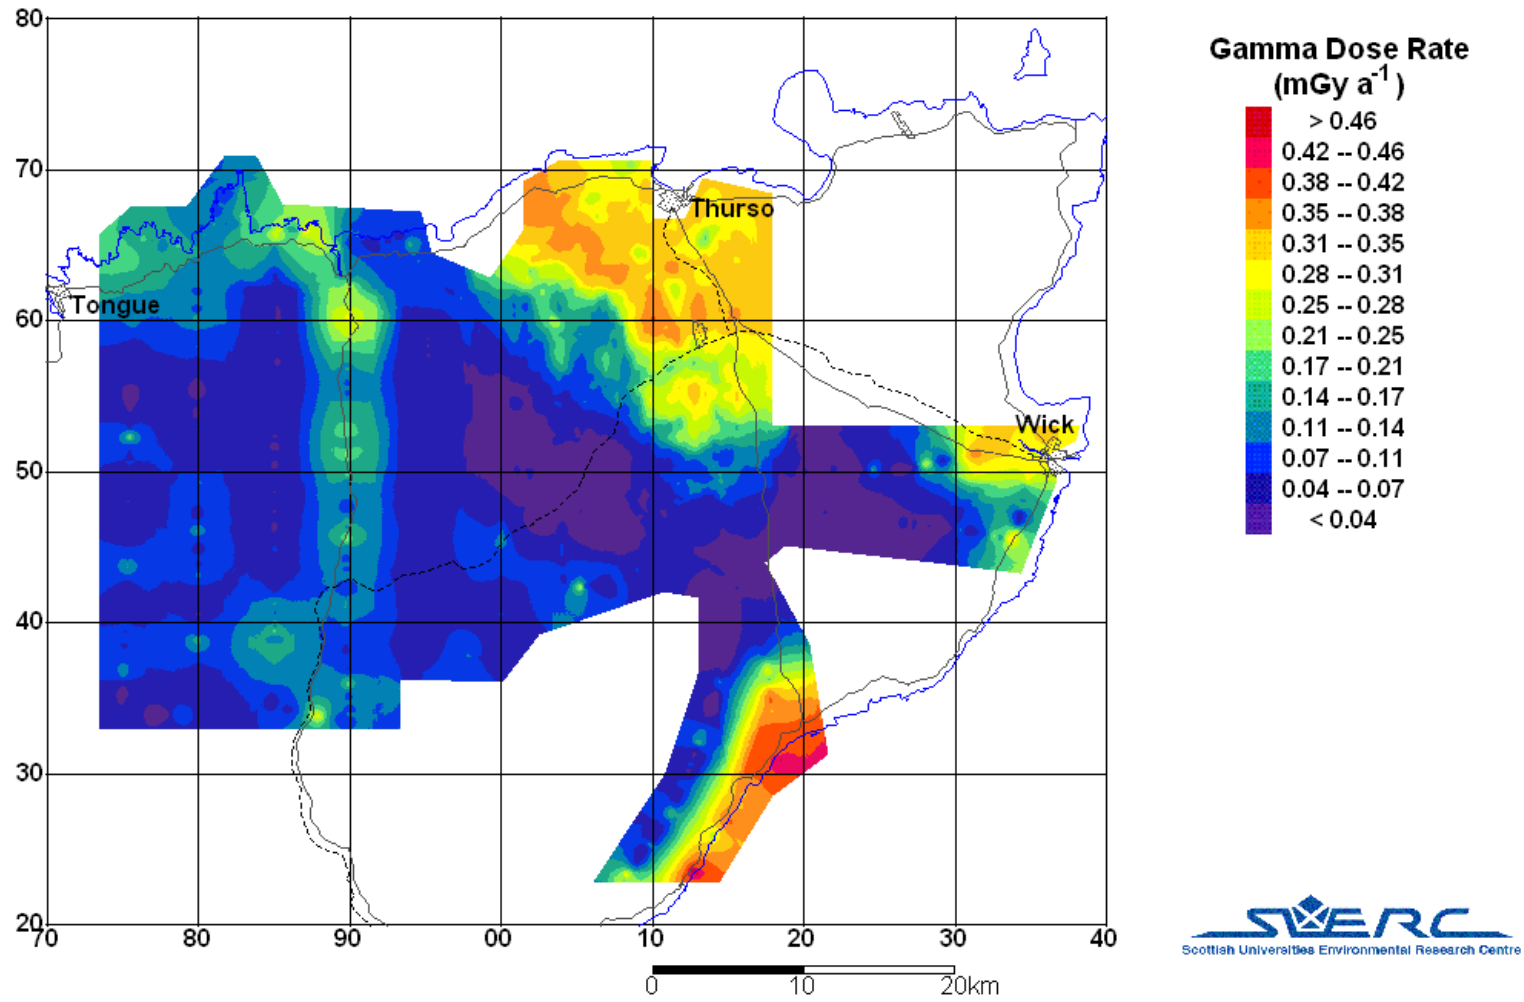 80
70
60
50
40
30
20
70
80
90
00
10
20
30
40
Thurso
Tongue
Wick
0
10
20km
Gamma Dose Rate
(mGy a-1)
> 0.46
0.42 -- 0.46
0.38 -- 0.42
0.35 -- 0.38
0.31 -- 0.35
0.28 -- 0.31
0.25 -- 0.28
0.21 -- 0.25
0.17 -- 0.21
0.14 -- 0.17
0.11 -- 0.14
0.07 -- 0.11
0.04 -- 0.07
< 0.04
SUERC
Scottish Universities Environmental Research Centre